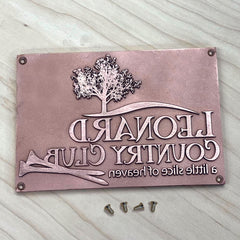 LEONARD
COUNTRY CLUB
a little slice of heaven